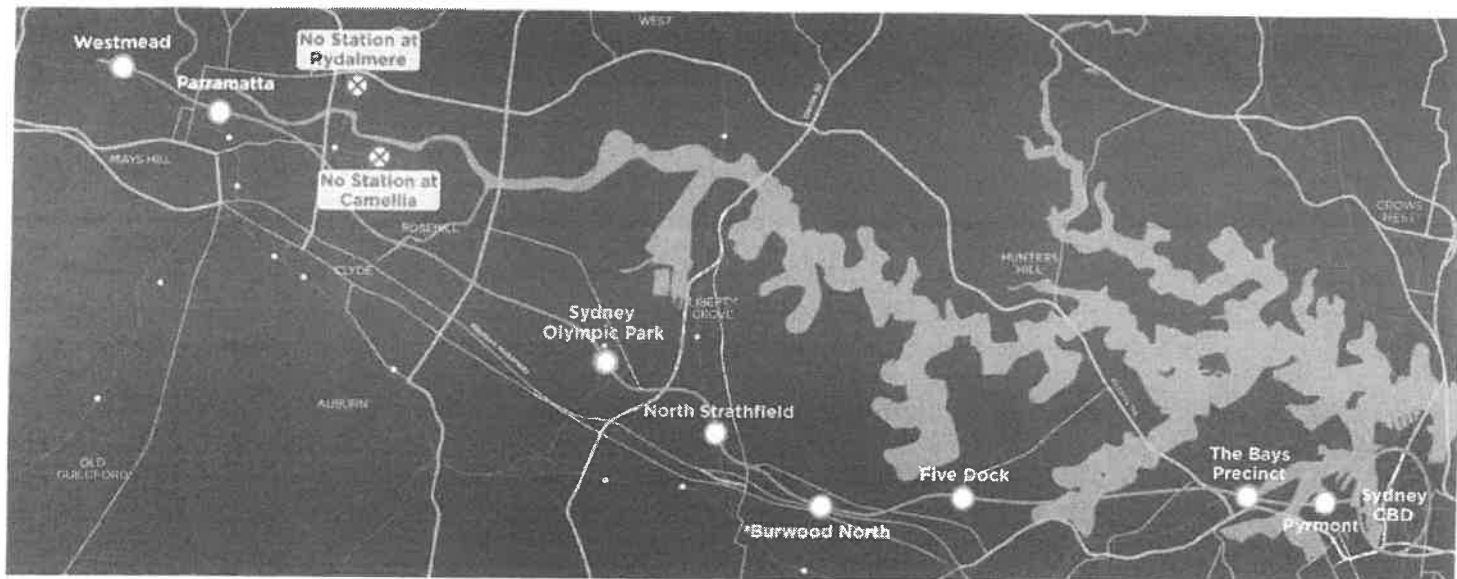 WEST
Westmead
No Station at
Rydalmere
Parramatta
MAYS HILL
No Station at
Camellia
ROSEHILL
CLYDE
CROWS
NEST
HUNTERS
HILL
LIBERTY
GROVE
Sydney
Olympic Park
AUBURN
North Strathfield
OLD
GUILDFORD
Five Dock
The Bays
Precinct
Sydney
CBD
Pyrmont
*Burwood North